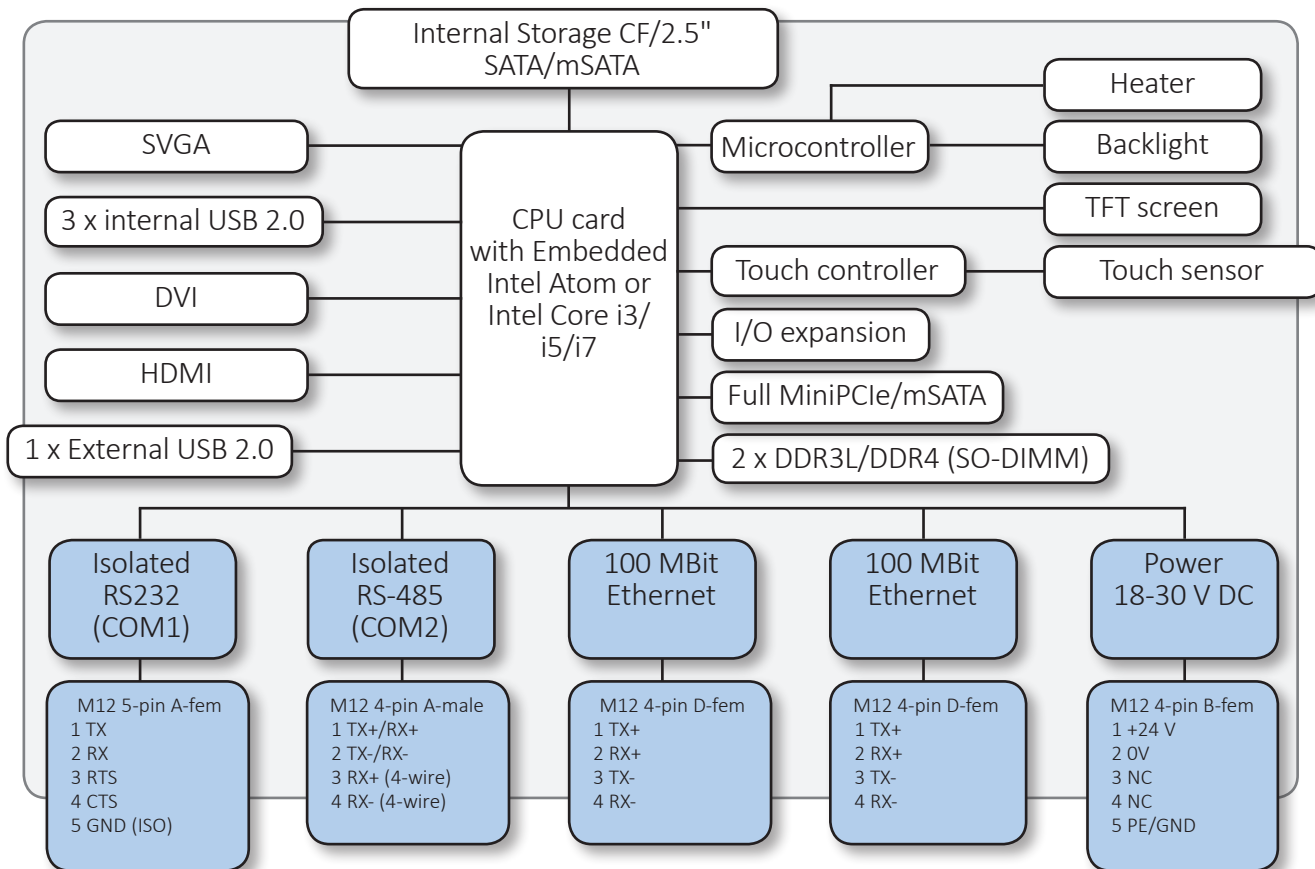 Internal Storage CF/2.5"
SATA/mSATA
Heater
SVGA
Microcontroller
Backlight
3 x internal USB 2.0
TFT screen
CPU card
with Embedded
Intel Atom or
Intel Core i3/
i5/i7
Touch controller
Touch sensor
DVI
I/O expansion
HDMI
Full MiniPCIe/mSATA
1 x External USB 2.0
2 x DDR3L/DDR4 (SO-DIMM)
Isolated
RS232
(COM1)
Isolated
RS-485
(COM2)
100 MBit
Ethernet
100 MBit
Ethernet
Power
18-30 V DC
M12 5-pin A-fem
1 TX
2 RX
3 RTS
4 CTS
5 GND (ISO)
M12 4-pin A-male
1 TX+/RX+
2 TX-/RX-
3 RX+ (4-wire)
4 RX- (4-wire)
M12 4-pin D-fem
1 TX+
2 RX+
3 TX-
4 RX-
M12 4-pin D-fem
1 TX+
2 RX+
3 TX-
4 RX-
M12 4-pin B-fem
1 +24 V
2 0V
3 NC
4 NC
5 PE/GND